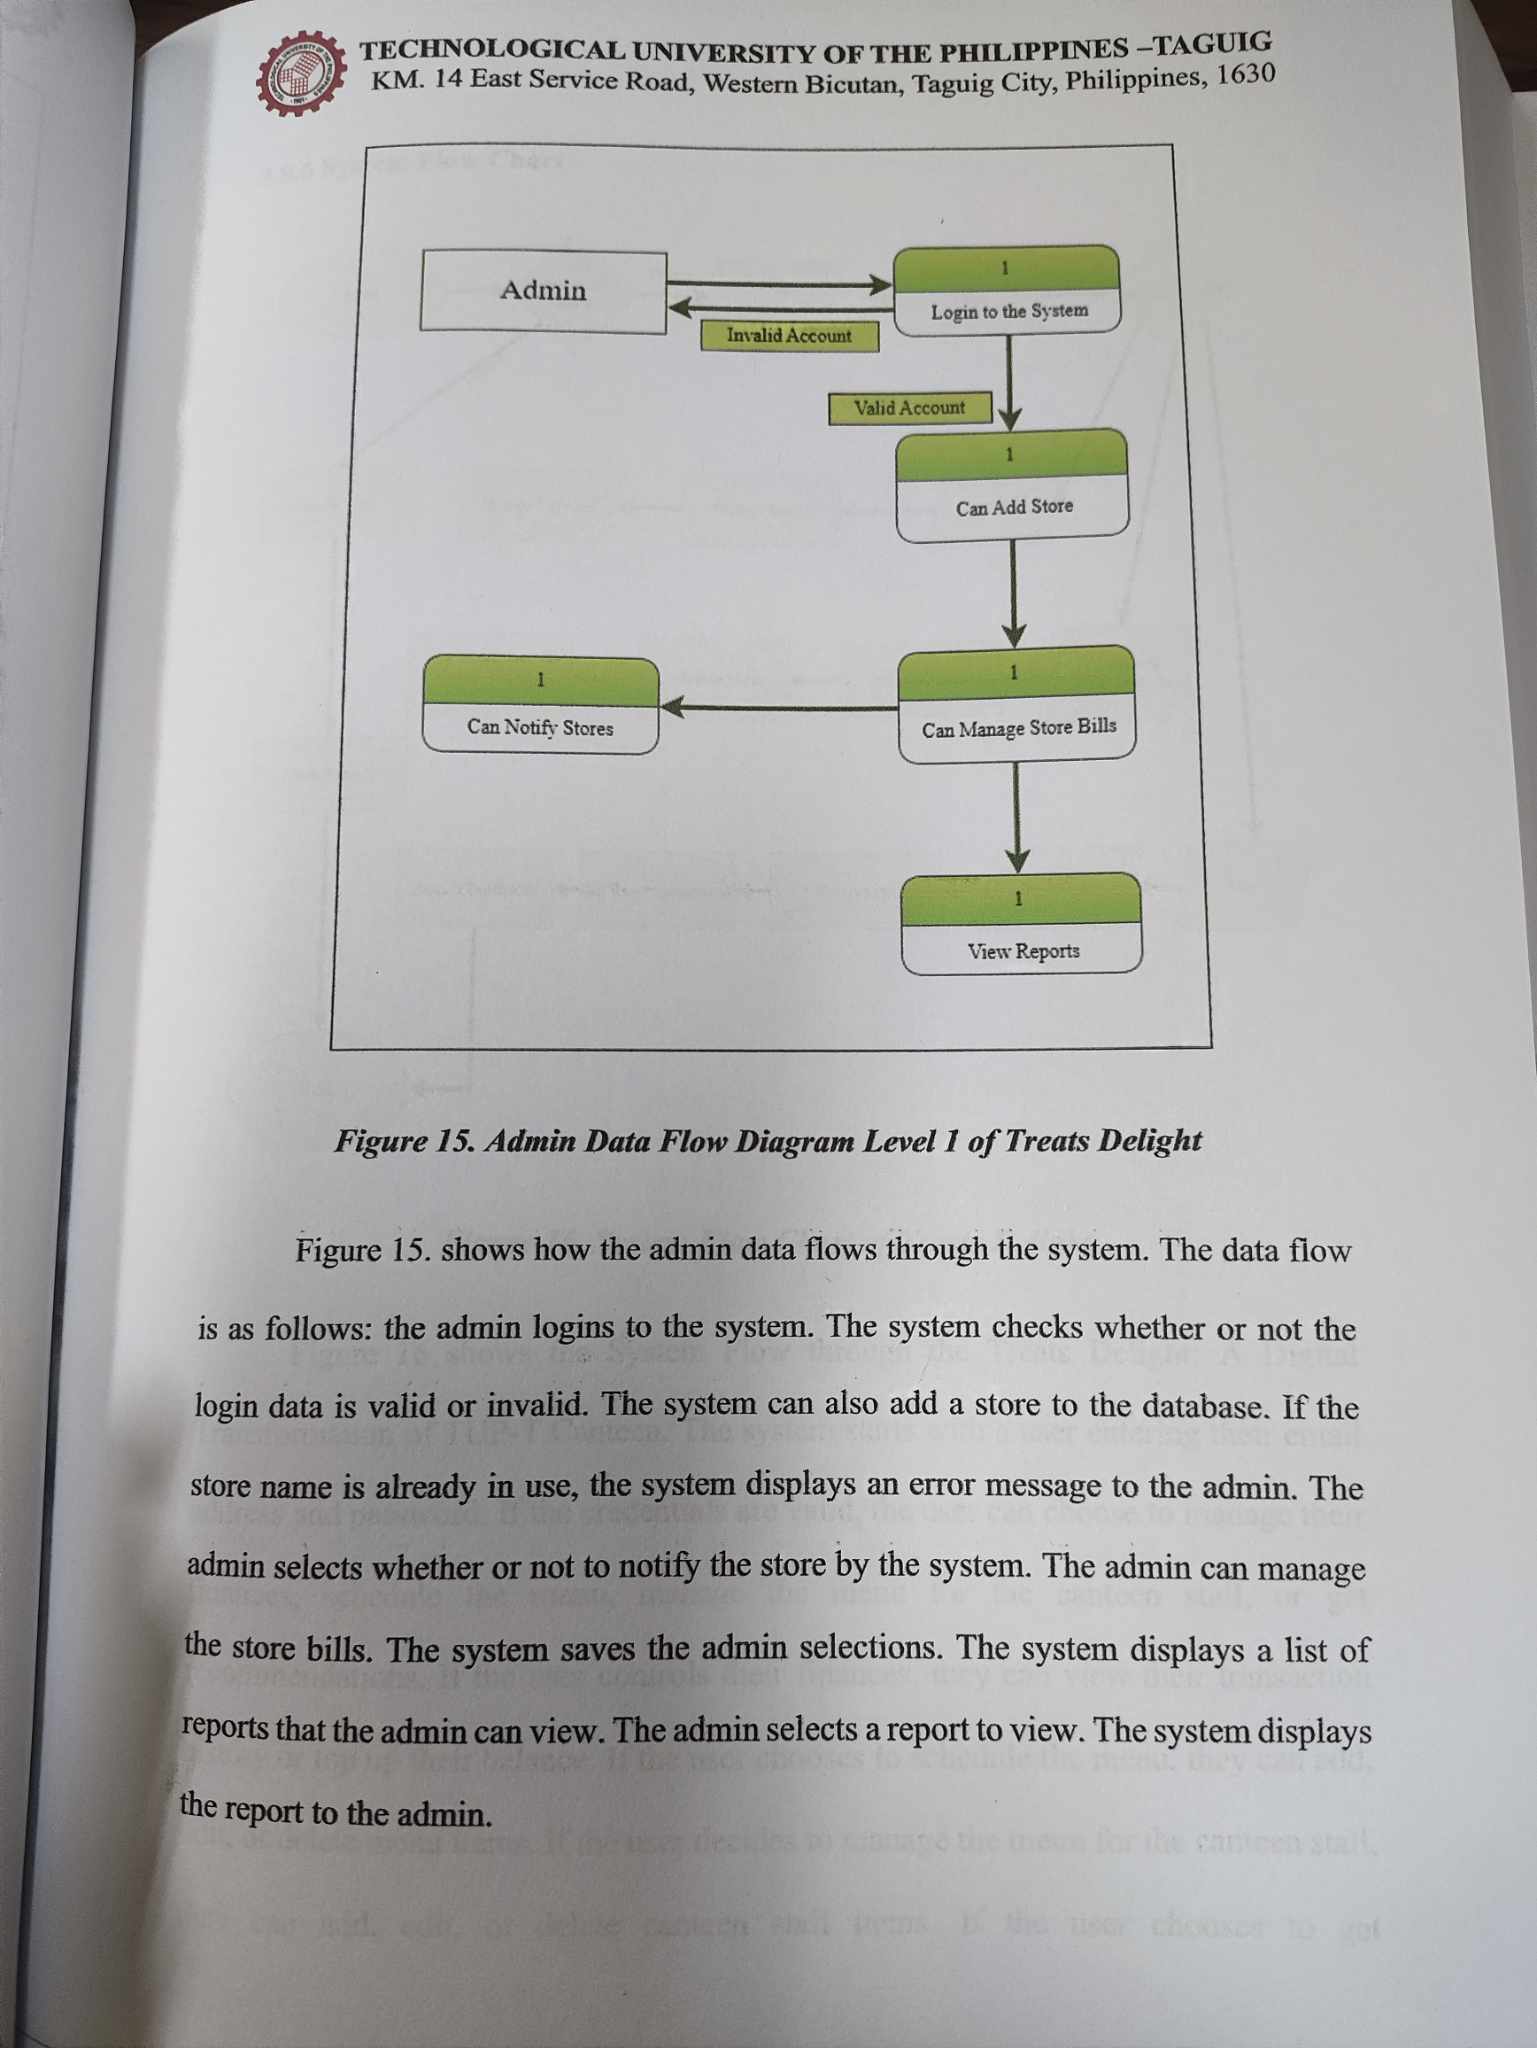 TECHNOLOGICAL UNIVERSITY OF THE PHILIPPINES –TAGUIG
KM. 14 East Service Road, Western Bicutan, Taguig City, Philippines, 1630
Admin
1
Login to the System
Invalid Account
Valid Account
1
Can Add Store
1
Can Notify Stores
1
Can Manage Store Bills
1
View Reports
Figure 15. Admin Data Flow Diagram Level 1 of Treats Delight
Figure 15. shows how the admin data flows through the system. The data flow
is as follows: the admin logins to the system. The system checks whether or not the
login data is valid or invalid. The system can also add a store to the database. If the
store name is already in use, the system displays an error message to the admin. The
admin selects whether or not to notify the store by the system. The admin can manage
the store bills. The system saves the admin selections. The system displays a list of
reports that the admin can view. The admin selects a report to view. The system displays
the report to the admin.